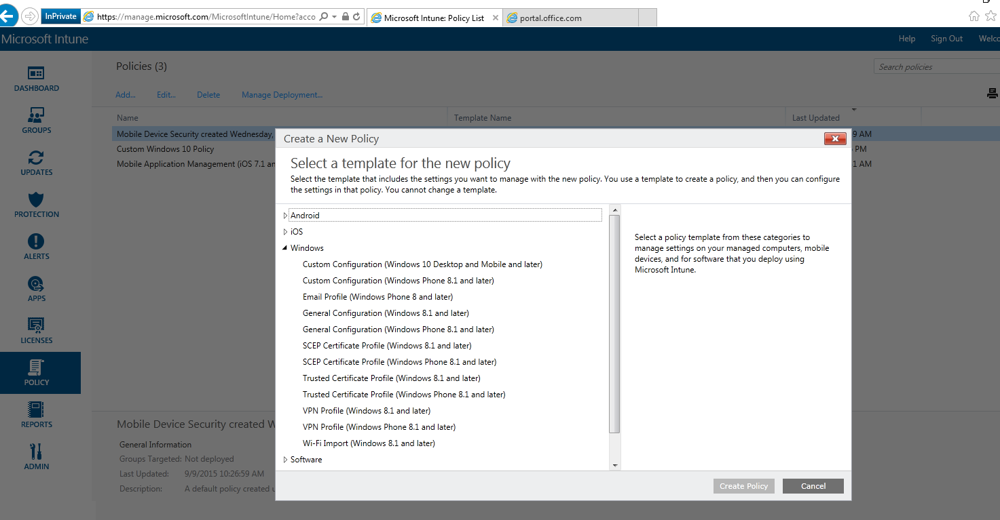 InPrivate https://manage.microsoft.com/MicrosoftIntune/Home?acco Microsoft Intune: Policy List portal.office.com
Microsoft Intune Help Sign Out Welco
Policies (3)
Search policies
Add... Edit... Delete Manage Deployment...
Name Template Name Last Updated
Mobile Device Security created Wednesday, 9 AM
Custom Windows 10 Policy PM
Mobile Application Management (iOS 7.1 an 1 AM
DASHBOARD
GROUPS
UPDATES
PROTECTION
ALERTS
APPS
LICENSES
POLICY
REPORTS
ADMIN
Create a New Policy
Select a template for the new policy
Select the template that includes the settings you want to manage with the new policy. You use a template to create a policy, and then you can configure
the settings in that policy. You cannot change a template.
Android
iOS
Windows
Custom Configuration (Windows 10 Desktop and Mobile and later)
Custom Configuration (Windows Phone 8.1 and later)
Email Profile (Windows Phone 8 and later)
General Configuration (Windows 8.1 and later)
General Configuration (Windows Phone 8.1 and later)
SCEP Certificate Profile (Windows 8.1 and later)
SCEP Certificate Profile (Windows Phone 8.1 and later)
Trusted Certificate Profile (Windows 8.1 and later)
Trusted Certificate Profile (Windows Phone 8.1 and later)
VPN Profile (Windows 8.1 and later)
VPN Profile (Windows Phone 8.1 and later)
Wi-Fi Import (Windows 8.1 and later)
Software
Select a policy template from these categories to
manage settings on your managed computers, mobile
devices, and for software that you deploy using
Microsoft Intune.
Create Policy Cancel
Mobile Device Security created W
General Information
Groups Targeted: Not deployed
Last Updated: 9/9/2015 10:26:59 AM
Description: A default policy created u